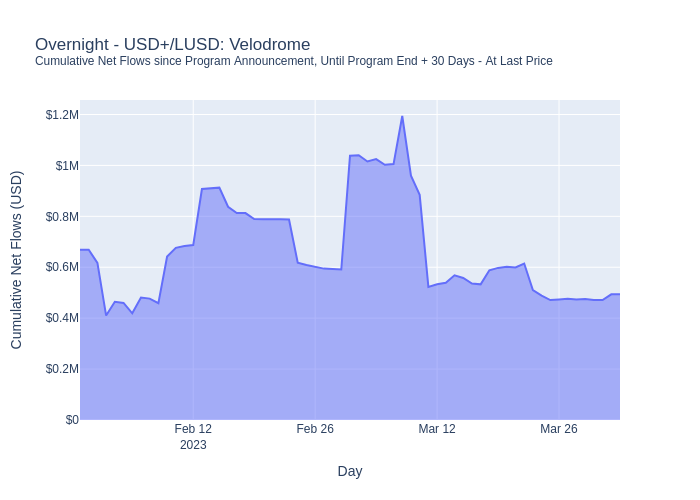 Overnight - USD+/LUSD: Velodrome
Cumulative Net Flows since Program Announcement, Until Program End + 30 Days - At Last Price
$1.2M
$1M
$0.8M
$0.6M
$0.4M
$0.2M
$0
Cumulative Net Flows (USD)
Feb 12
2023
Feb 26
Mar 12
Mar 26
Day